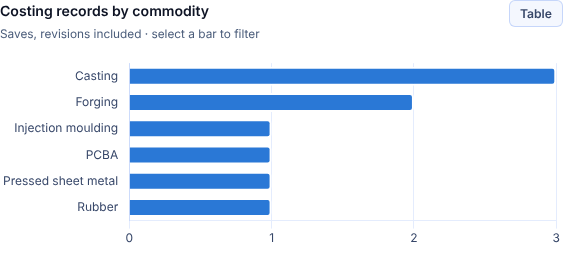 Costing records by commodity
Table
Saves, revisions included · select a bar to filter
Casting
Forging
Injection moulding
PCBA
Pressed sheet metal
Rubber
0 1 2 3